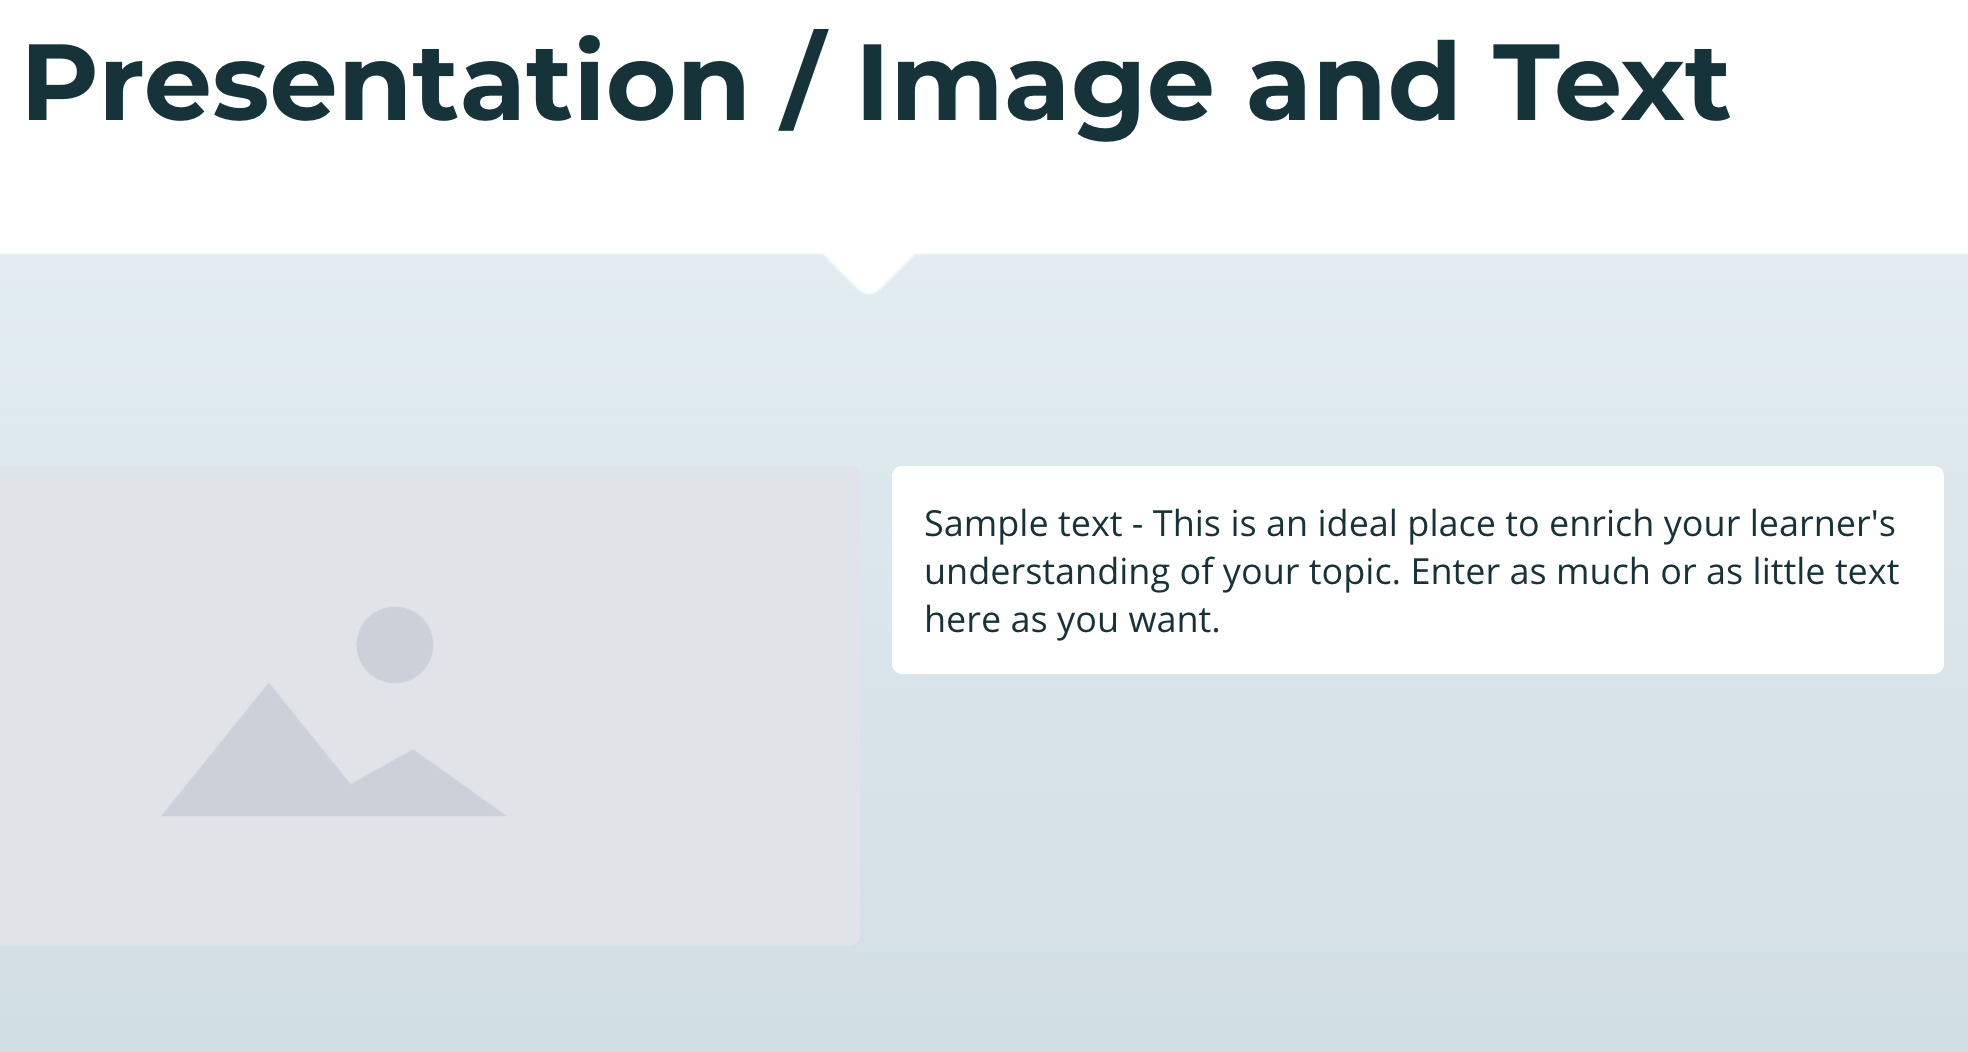 Presentation / Image and Text
Sample text - This is an ideal place to enrich your learner's
understanding of your topic. Enter as much or as little text
here as you want.